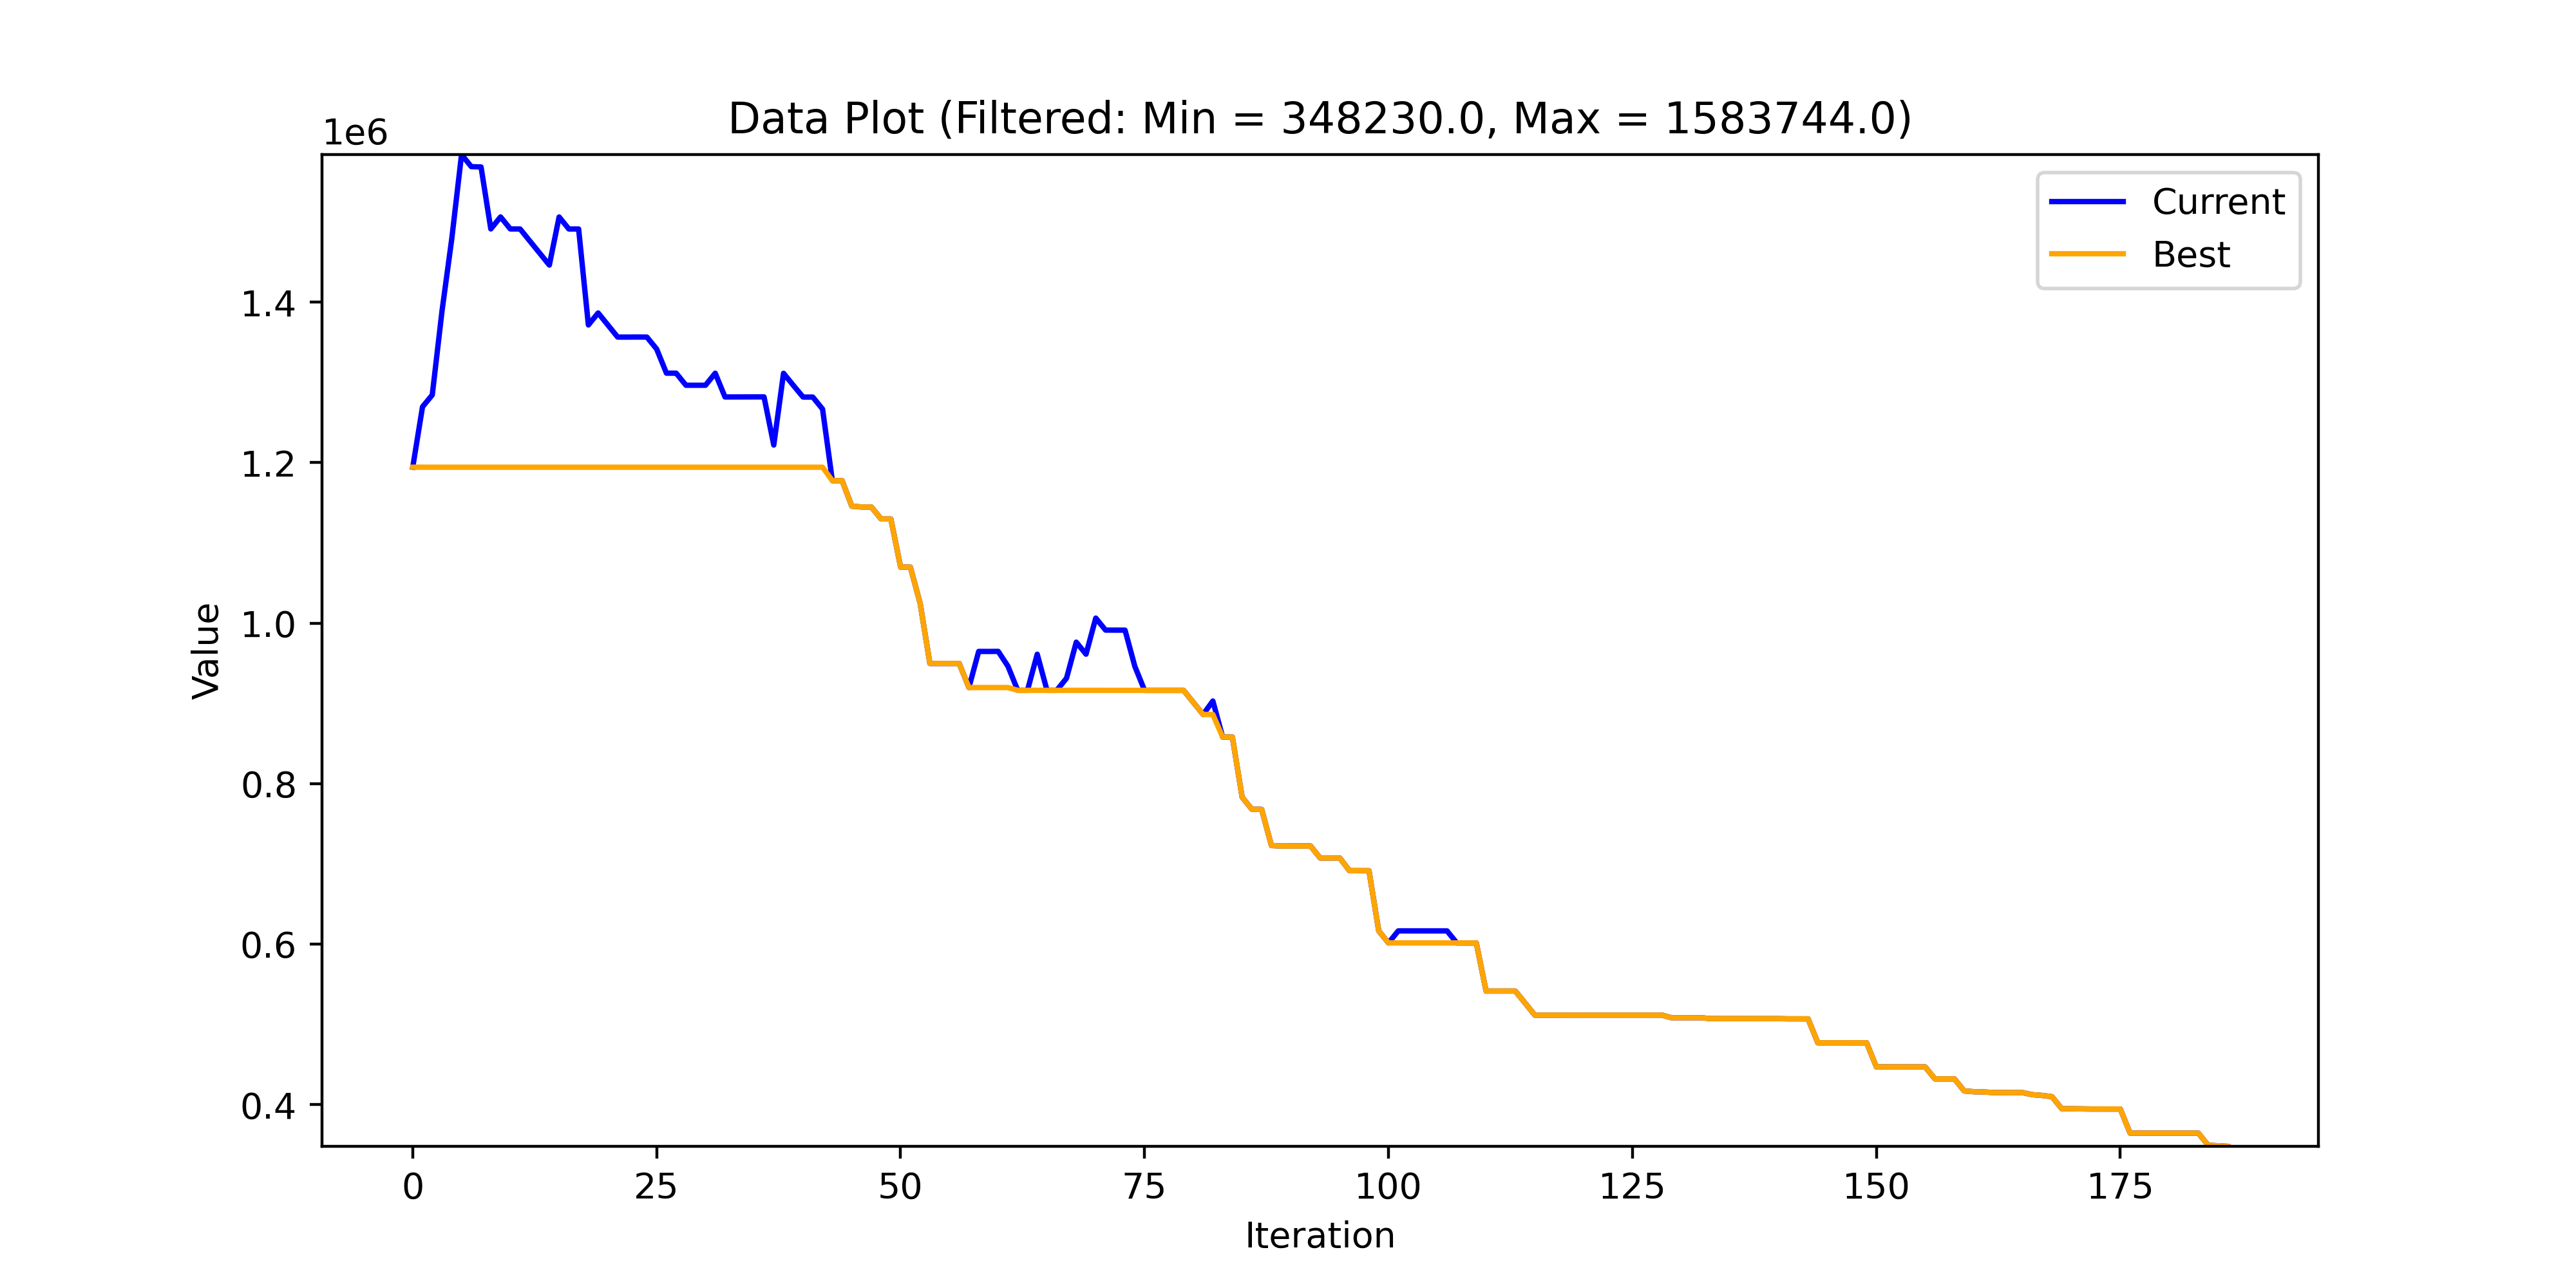 Data Plot (Filtered: Min = 348230.0, Max = 1583744.0)
1e6
Current
Best
1.4
1.2
1.0
0.8
0.6
0.4
Value
0 25 50 75 100 125 150 175
Iteration